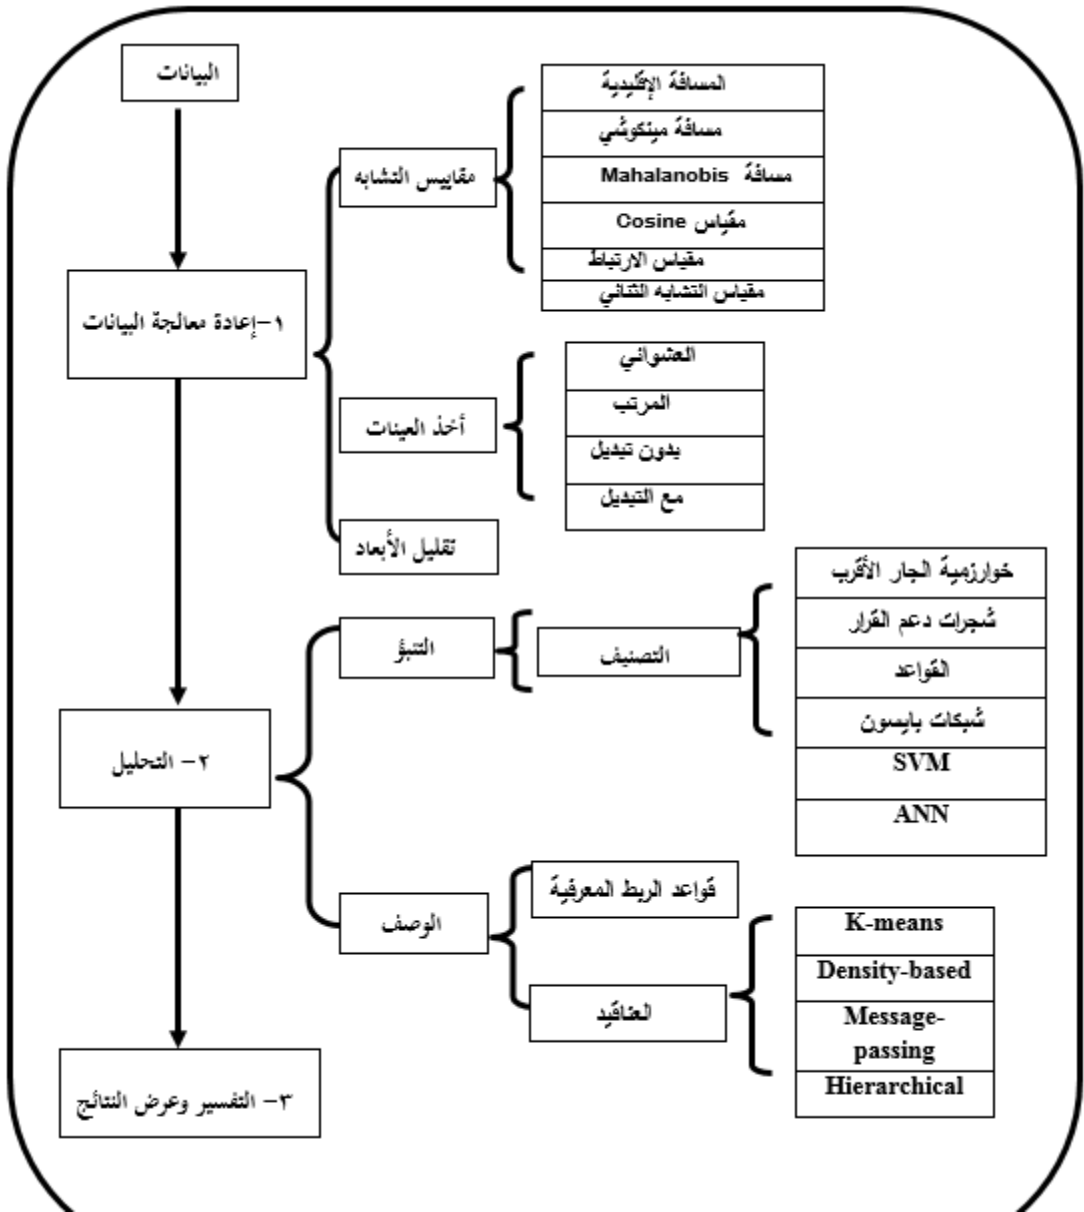 البيانات
١-إعادة معالجة البيانات
مقاييس التشابه
المسافة الإقليدية
مسافة مينكوشي
مسافة Mahalanobis
مقياس Cosine
مقياس الارتباط
مقياس التشابه الثنائي
أخذ العينات
العشوائي
المرتب
بدون تبديل
مع التبديل
تقليل الأبعاد
٢- التحليل
التنبؤ
التصنيف
خوارزمية الجار الأقرب
شجرات دعم القرار
القواعد
شبكات بايسون
SVM
ANN
الوصف
قواعد الربط المعرفية
العناقيد
K-means
Density-based
Message-
passing
Hierarchical
٣- التفسير وعرض النتائج